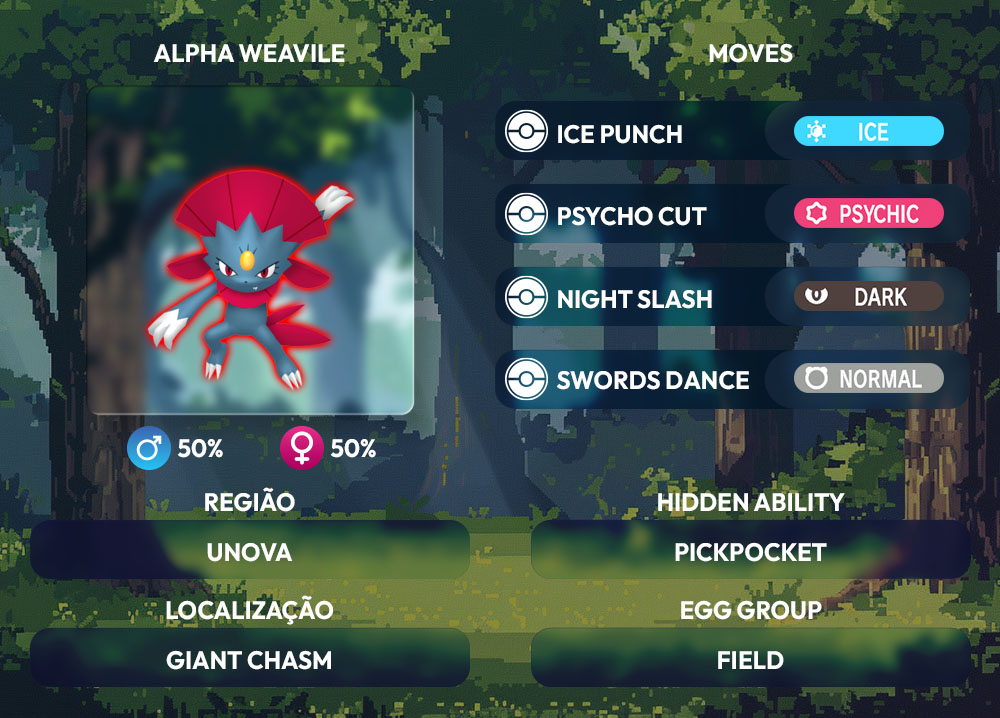 ALPHA WEAVILE
♂ 50% ♀ 50%
REGIÃO
UNOVA
LOCALIZAÇÃO
GIANT CHASM
MOVES
ICE PUNCH ICE
PSYCHO CUT PSYCHIC
NIGHT SLASH DARK
SWORDS DANCE NORMAL
HIDDEN ABILITY
PICKPOCKET
EGG GROUP
FIELD